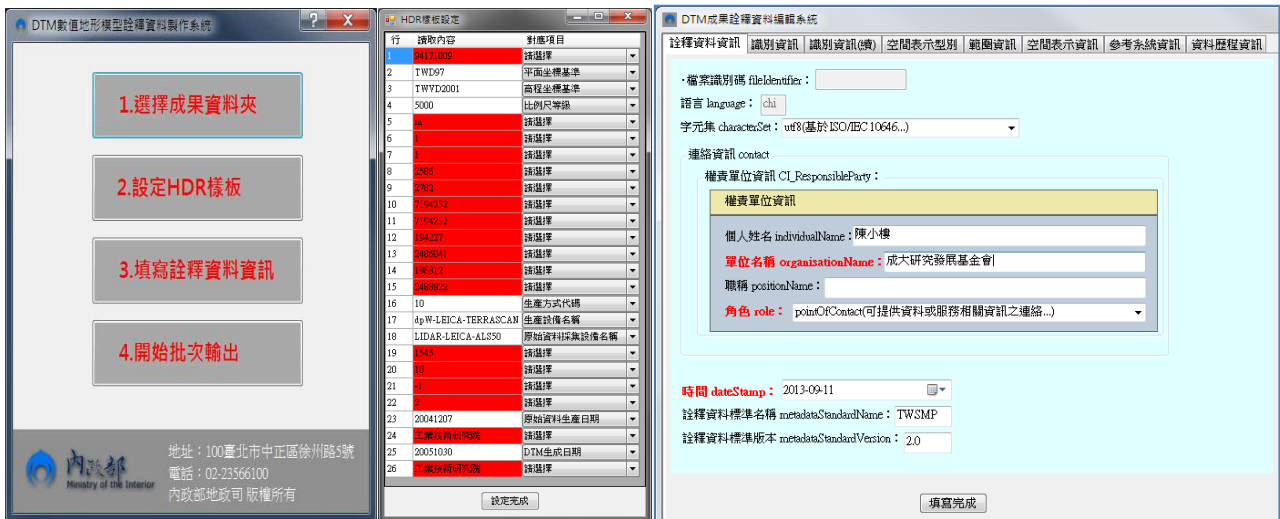 DTM數值地形模型詮釋資料製作系統
1.選擇成果資料夾
2.設定HDR樣板
3.填寫詮釋資料資訊
4.開始批次輸出
內政部
Ministry of the Interior
地址：100臺北市中正區徐州路5號
電話：02-23566100
內政部地政司 版權所有
HDR樣板設定
行 讀取內容 對應項目
1 94171009 請選擇
2 TWD97 平面坐標基準
3 TWVD2001 高程坐標基準
4 5000 比例尺等級
5 m 請選擇
6 1 請選擇
7 1 請選擇
8 2586 請選擇
9 2782 請選擇
10 7194252 請選擇
11 7194252 請選擇
12 194227 請選擇
13 2486041 請選擇
14 196812 請選擇
15 2488822 請選擇
16 10 生產方式代碼
17 dpW-LEICA-TERRASCAN 生產設備名稱
18 LIDAR-LEICA-ALS50 原始資料採集設備名稱
19 1545 請選擇
20 10 請選擇
21 -1 請選擇
22 2 請選擇
23 20041207 原始資料生產日期
24 工業技術研究院 請選擇
25 20051030 DTM生成日期
26 工業技術研究院 請選擇
設定完成
DTM成果詮釋資料編輯系統
詮釋資料資訊 識別資訊 識別資訊(續) 空間表示型別 範圍資訊 空間表示資訊 參考系統資訊 資料歷程資訊
·檔案識別碼 fileIdentifier：
語言 language： chi
字元集 characterSet： utf8(基於ISO/IEC 10646...)
連絡資訊 contact
權責單位資訊 CI_ResponsibleParty：
權責單位資訊
個人姓名 individualName：陳小樓
單位名稱 organisationName：成大研究發展基金會
職稱 positionName：
角色 role： pointOfContact(可提供資料或服務相關資訊之連絡...)
時間 dateStamp： 2013-09-11
詮釋資料標準名稱 metadataStandardName： TWSMP
詮釋資料標準版本 metadataStandardVersion： 2.0
填寫完成